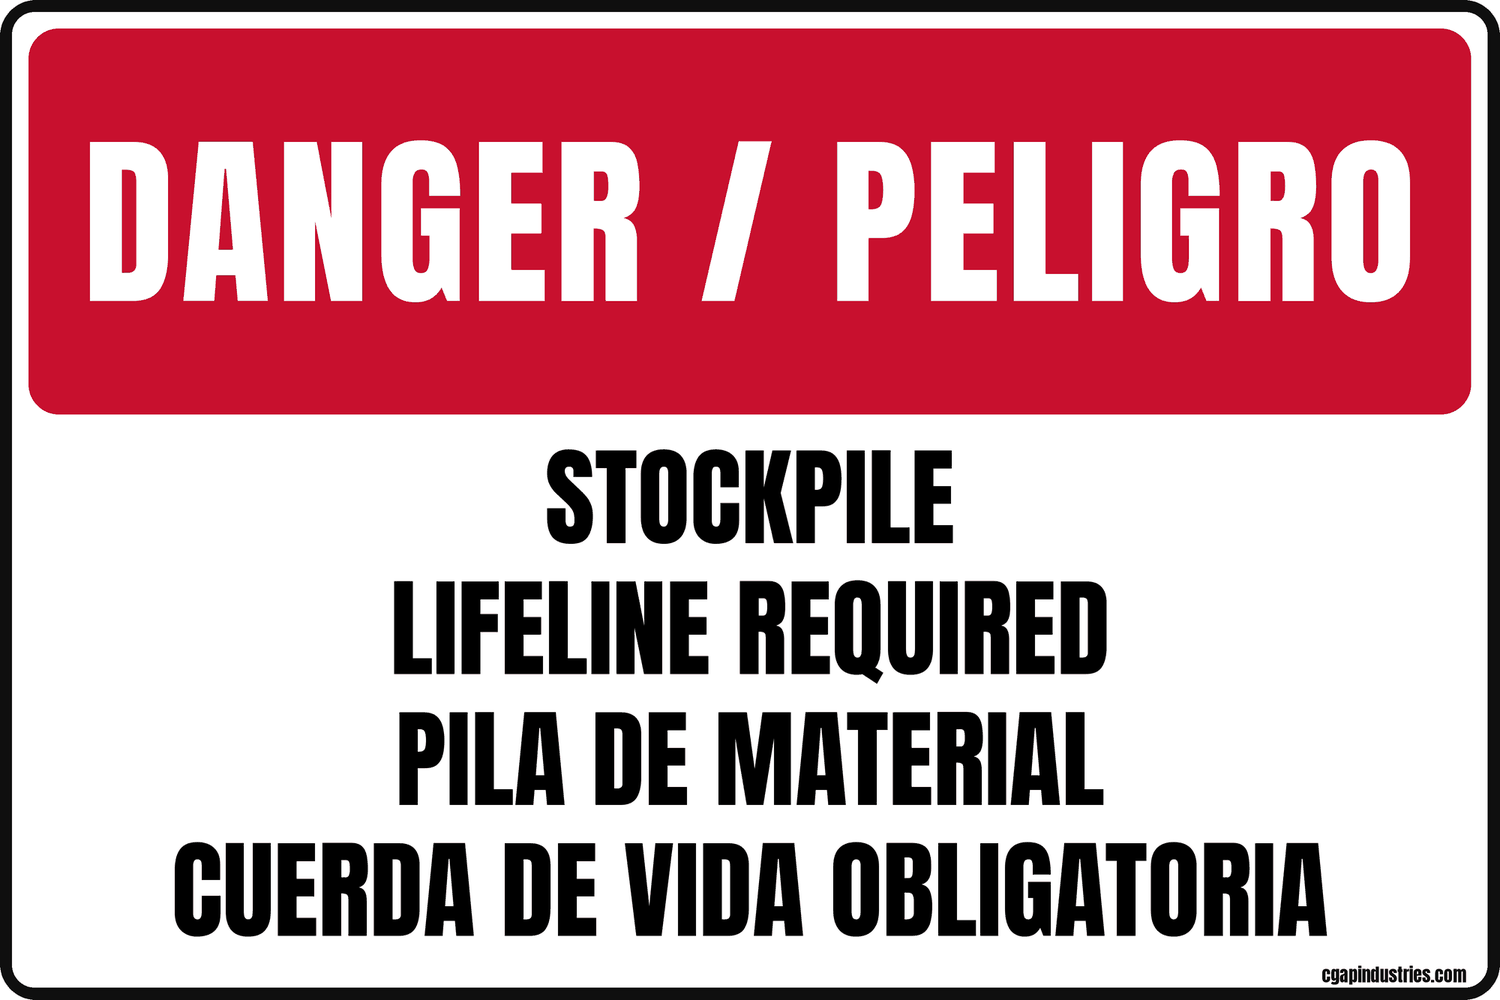 DANGER / PELIGRO
STOCKPILE
LIFELINE REQUIRED
PILA DE MATERIAL
CUERDA DE VIDA OBLIGATORIA
cgapindustries.com